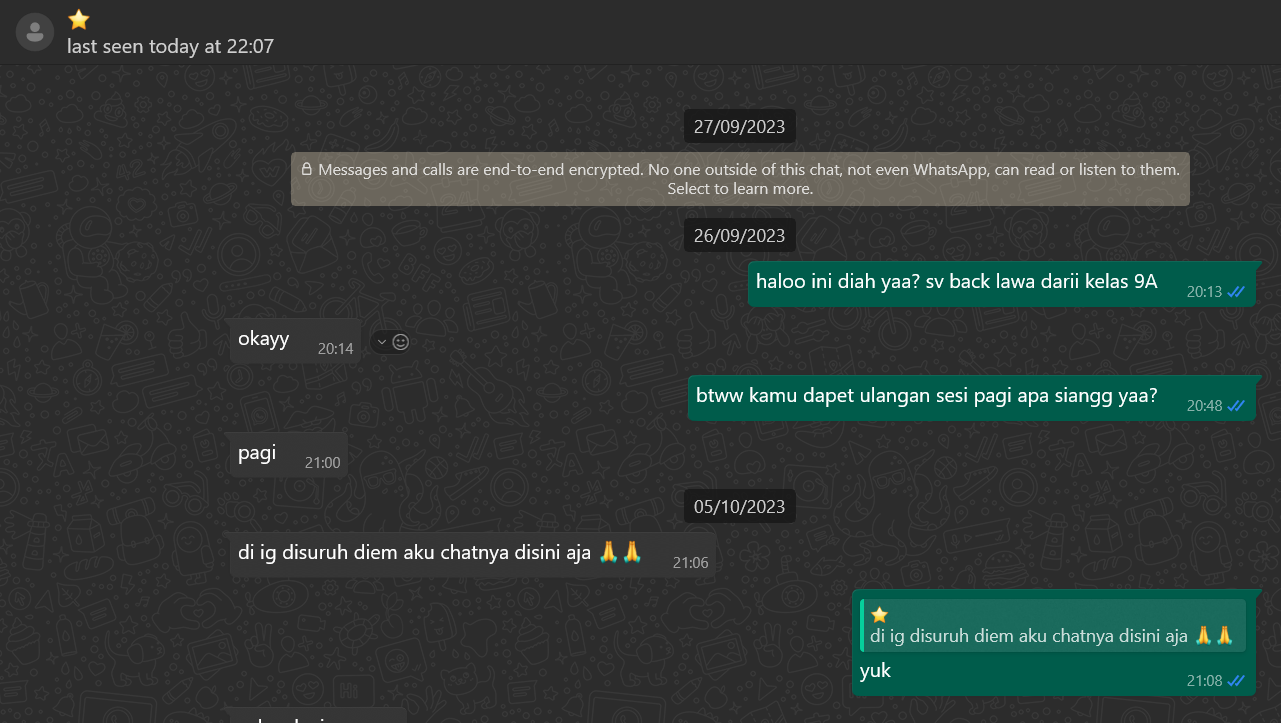 ⭐
last seen today at 22:07
27/09/2023
Messages and calls are end-to-end encrypted. No one outside of this chat, not even WhatsApp, can read or listen to them.
Select to learn more.
26/09/2023
haloo ini diah yaa? sv back lawa darii kelas 9A 20:13
okayy 20:14
btww kamu dapet ulangan sesi pagi apa siangg yaa? 20:48
pagi 21:00
05/10/2023
di ig disuruh diem aku chatnya disini aja 🙏🙏 21:06
⭐
di ig disuruh diem aku chatnya disini aja 🙏🙏
yuk 21:08